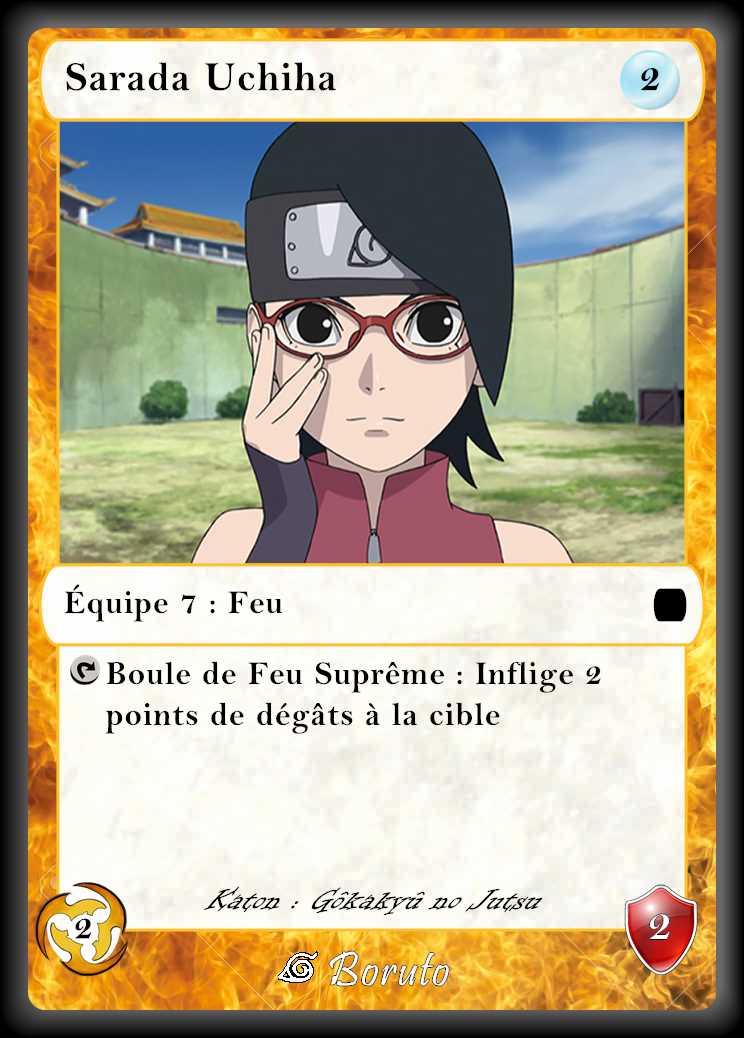 Sarada Uchiha
2
Équipe 7 : Feu
Boule de Feu Suprême : Inflige 2
points de dégâts à la cible
Katon : Gôkakyû no Jutsu
2
2
Boruto